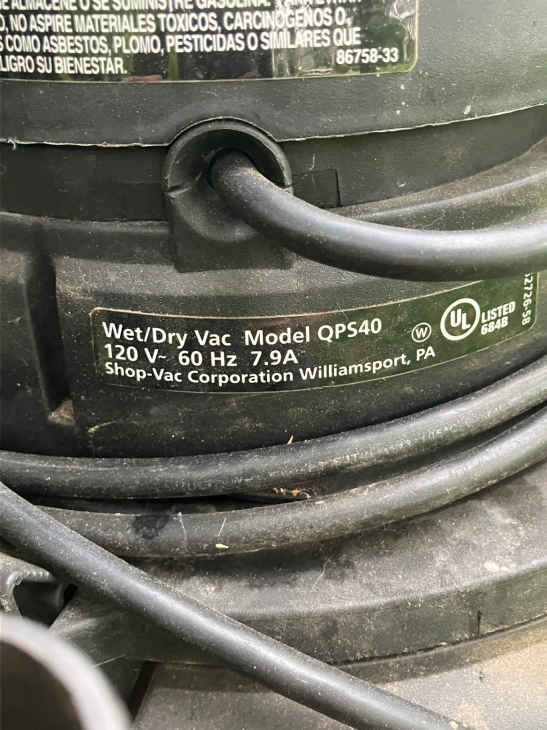 ALMACENE O SE SUMINISTRE GASOLINA.
O, NO ASPIRE MATERIALES TOXICOS, CARCINOGENOS O,
S COMO ASBESTOS, PLOMO, PESTICIDAS O SIMILARES QUE
LIGRO SU BIENESTAR.
86758-33
Wet/Dry Vac Model QPS40
120 V~ 60 Hz 7.9A
Shop-Vac Corporation Williamsport, PA
W
UL
LISTED
684B
62726-58